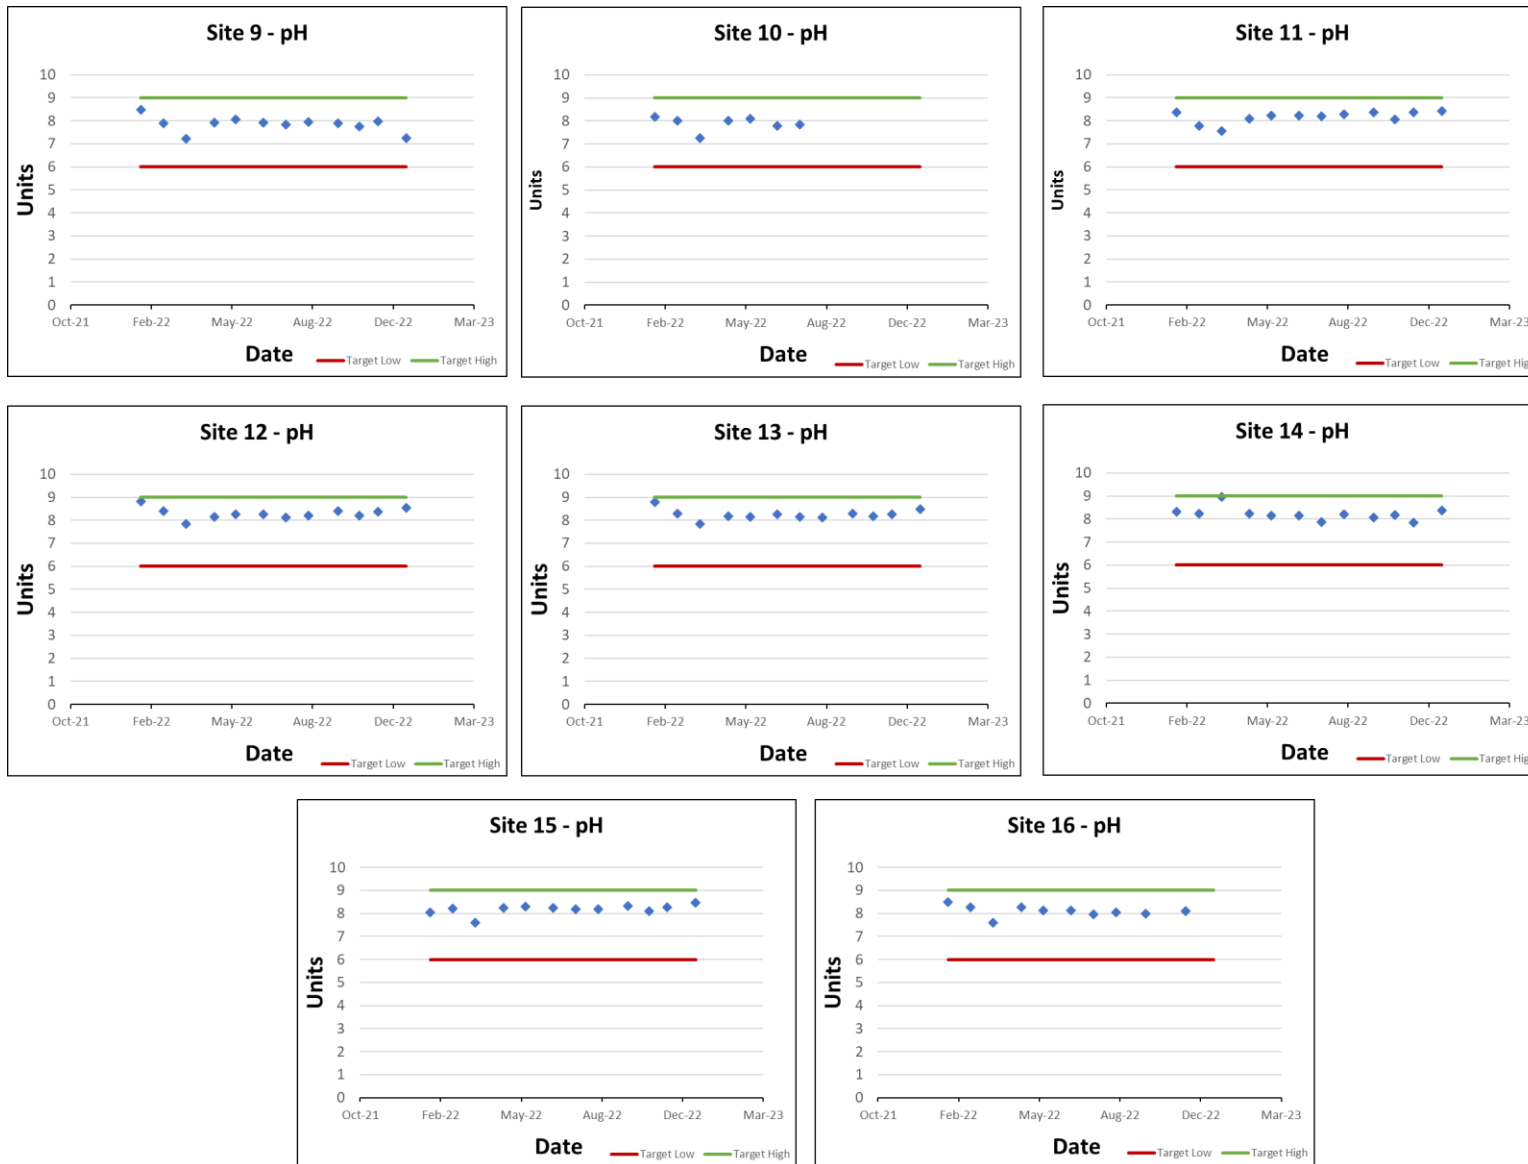 Site 9 - pH
10
9
8
7
6
5
4
3
2
1
0
Units
Oct-21 Feb-22 May-22 Aug-22 Dec-22 Mar-23
Date
Target Low Target High
Site 10 - pH
10
9
8
7
6
5
4
3
2
1
0
Units
Oct-21 Feb-22 May-22 Aug-22 Dec-22 Mar-23
Date
Target Low Target High
Site 11 - pH
10
9
8
7
6
5
4
3
2
1
0
Units
Oct-21 Feb-22 May-22 Aug-22 Dec-22 Mar-23
Date
Target Low Target Hig
Site 12 - pH
10
9
8
7
6
5
4
3
2
1
0
Units
Oct-21 Feb-22 May-22 Aug-22 Dec-22 Mar-23
Date
Target Low Target High
Site 13 - pH
10
9
8
7
6
5
4
3
2
1
0
Units
Oct-21 Feb-22 May-22 Aug-22 Dec-22 Mar-23
Date
Target Low Target High
Site 14 - pH
10
9
8
7
6
5
4
3
2
1
0
Units
Oct-21 Feb-22 May-22 Aug-22 Dec-22 Mar-23
Date
Target Low Target Hig
Site 15 - pH
10
9
8
7
6
5
4
3
2
1
0
Units
Oct-21 Feb-22 May-22 Aug-22 Dec-22 Mar-23
Date
Target Low Target High
Site 16 - pH
10
9
8
7
6
5
4
3
2
1
0
Units
Oct-21 Feb-22 May-22 Aug-22 Dec-22 Mar-23
Date
Target Low Target High